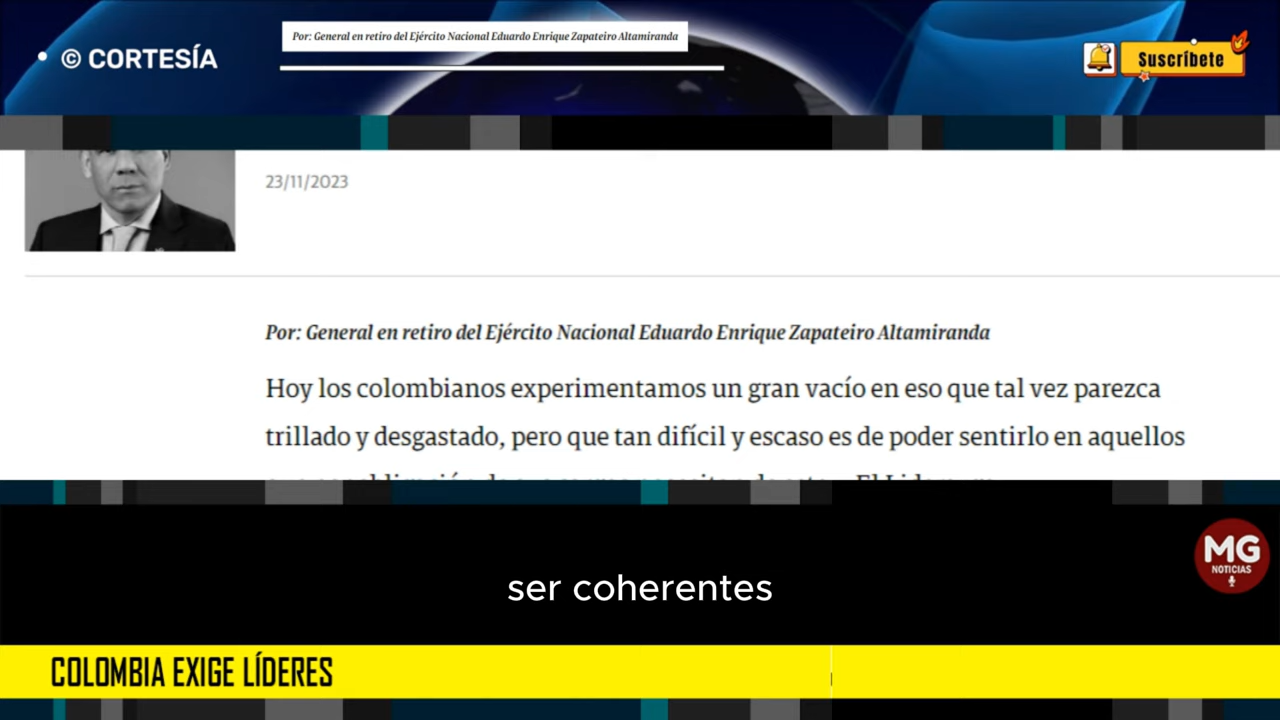 © CORTESÍA
Por: General en retiro del Ejército Nacional Eduardo Enrique Zapateiro Altamiranda
Suscríbete
23/11/2023
Por: General en retiro del Ejército Nacional Eduardo Enrique Zapateiro Altamiranda
Hoy los colombianos experimentamos un gran vacío en eso que tal vez parezca
trillado y desgastado, pero que tan difícil y escaso es de poder sentirlo en aquellos
ser coherentes
MG
NOTICIAS
COLOMBIA EXIGE LÍDERES